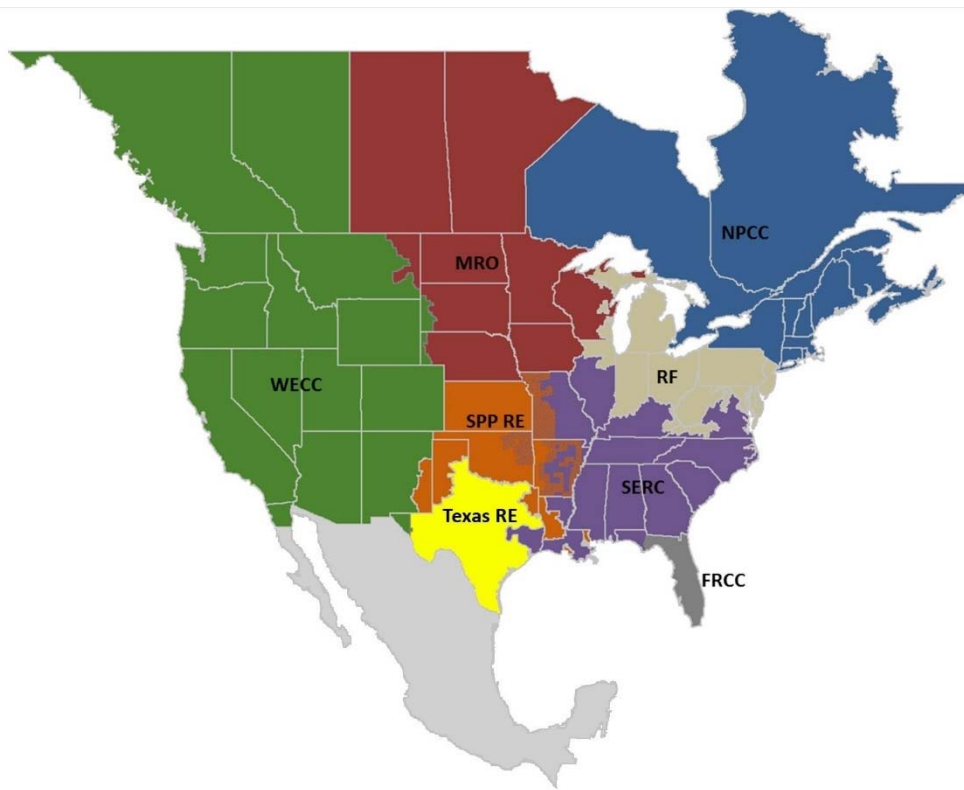 NPCC
MRO
RF
WECC
SPP RE
SERC
Texas RE
FRCC